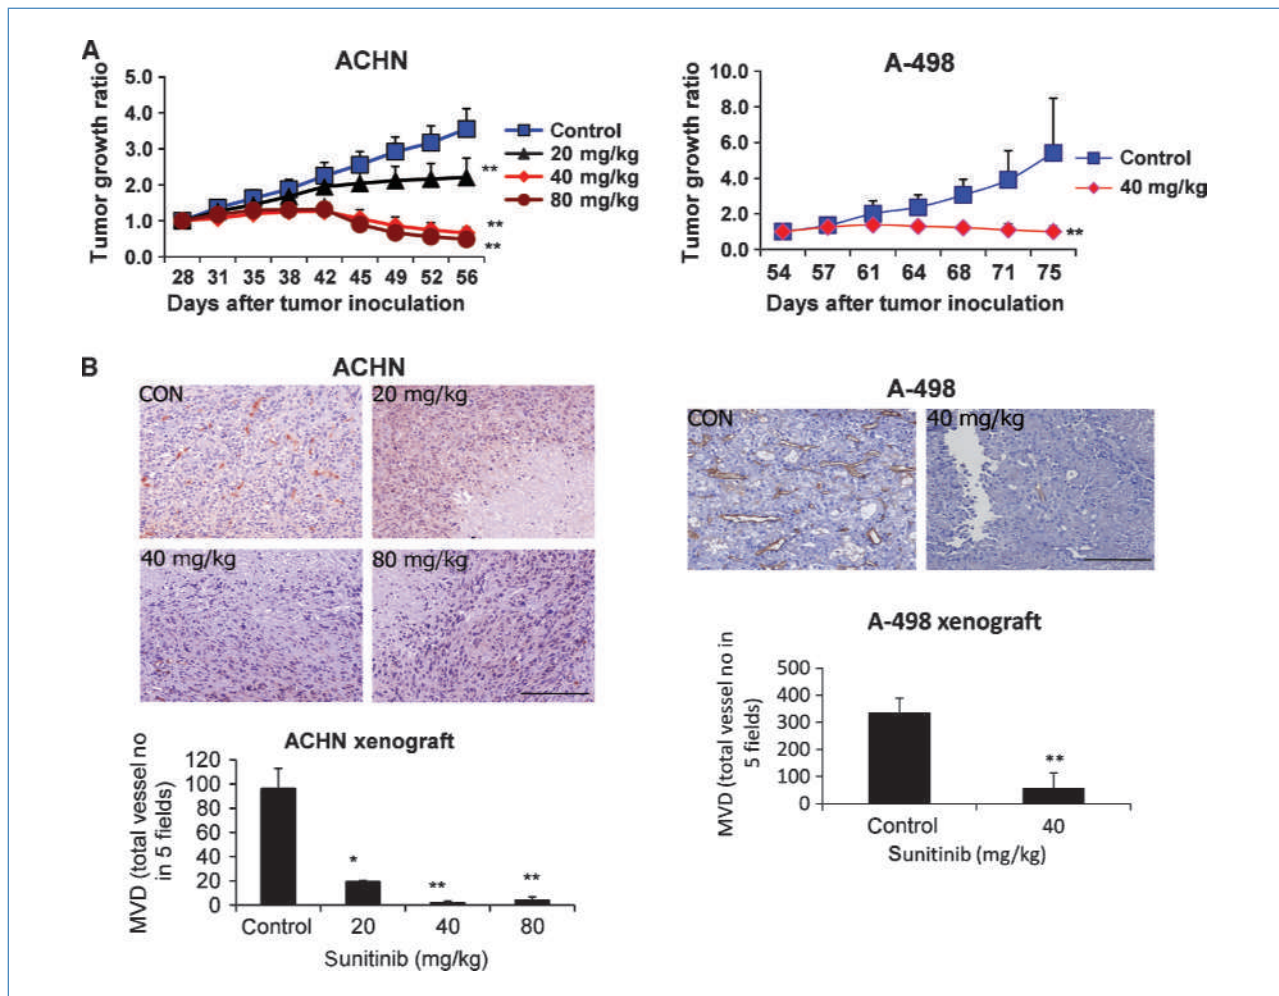 A
ACHN
Tumor growth ratio
5.0
4.0
3.0
2.0
1.0
0.0
28 31 35 38 42 45 49 52 56
Days after tumor inoculation
Control
20 mg/kg
40 mg/kg
80 mg/kg
**
**
**
A-498
Tumor growth ratio
10.0
8.0
6.0
4.0
2.0
0.0
54 57 61 64 68 71 75
Days after tumor inoculation
Control
40 mg/kg
**
B
ACHN
CON
20 mg/kg
40 mg/kg
80 mg/kg
A-498
CON
40 mg/kg
ACHN xenograft
MVD (total vessel no
in 5 fields)
120
100
80
60
40
20
0
*
**
**
Control 20 40 80
Sunitinib (mg/kg)
A-498 xenograft
MVD (total vessel no in
5 fields)
500
400
300
200
100
0
**
Control 40
Sunitinib (mg/kg)